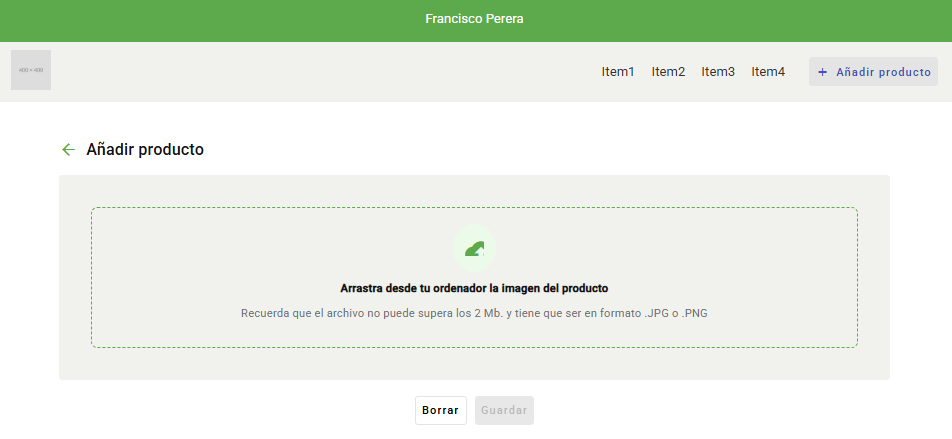 Francisco Perera
400 × 400
Item1 Item2 Item3 Item4 + Añadir producto
← Añadir producto
Arrastra desde tu ordenador la imagen del producto
Recuerda que el archivo no puede supera los 2 Mb. y tiene que ser en formato .JPG o .PNG
Borrar Guardar